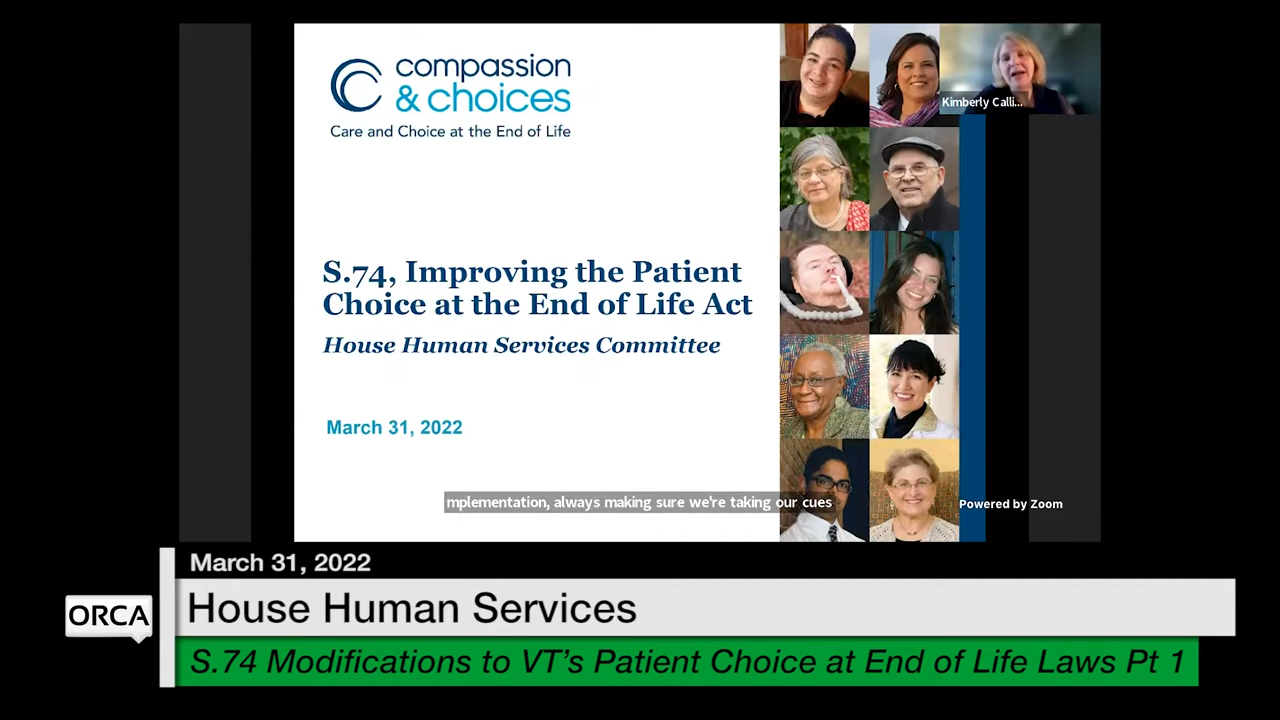 compassion
& choices
Care and Choice at the End of Life
Kimberly Calli...
S.74, Improving the Patient
Choice at the End of Life Act
House Human Services Committee
March 31, 2022
mplementation, always making sure we're taking our cues
Powered by Zoom
March 31, 2022
ORCA
House Human Services
S.74 Modifications to VT's Patient Choice at End of Life Laws Pt 1